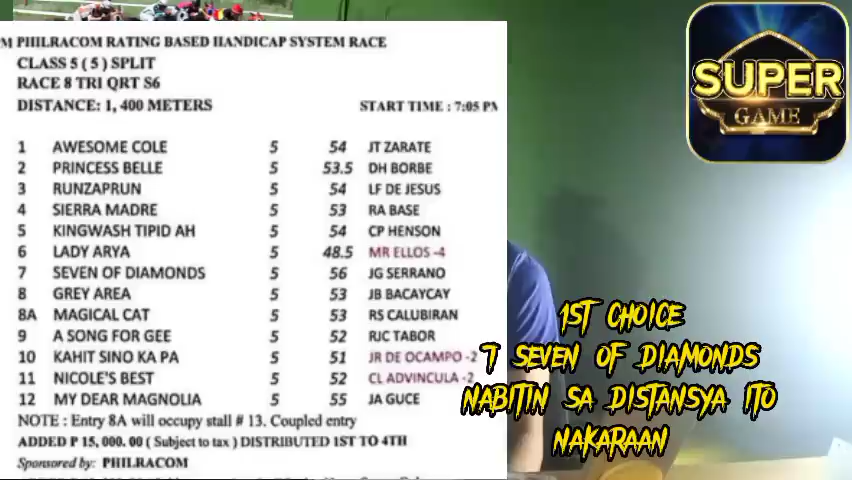 PM PHILRACOM RATING BASED HANDICAP SYSTEM RACE
CLASS 5 ( 5 ) SPLIT
RACE 8 TRI QRT S6
DISTANCE: 1, 400 METERS START TIME : 7:05 PM
1 AWESOME COLE 5 54 JT ZARATE
2 PRINCESS BELLE 5 53.5 DH BORBE
3 RUNZAPRUN 5 54 LF DE JESUS
4 SIERRA MADRE 5 53 RA BASE
5 KINGWASH TIPID AH 5 54 CP HENSON
6 LADY ARYA 5 48.5 MR ELLOS -4
7 SEVEN OF DIAMONDS 5 56 JG SERRANO
8 GREY AREA 5 53 JB BACAYCAY
8A MAGICAL CAT 5 53 RS CALUBIRAN
9 A SONG FOR GEE 5 52 RJC TABOR
10 KAHIT SINO KA PA 5 51 JR DE OCAMPO -2
11 NICOLE'S BEST 5 52 CL ADVINCULA -2
12 MY DEAR MAGNOLIA 5 55 JA GUCE
NOTE : Entry 8A will occupy stall # 13. Coupled entry
ADDED P 15, 000. 00 ( Subject to tax ) DISTRIBUTED 1ST TO 4TH
Sponsored by: PHILRACOM
SUPER
GAME
1ST CHOICE
7 SEVEN OF DIAMONDS
NABITIN SA DISTANSYA ITO
NAKARAAN